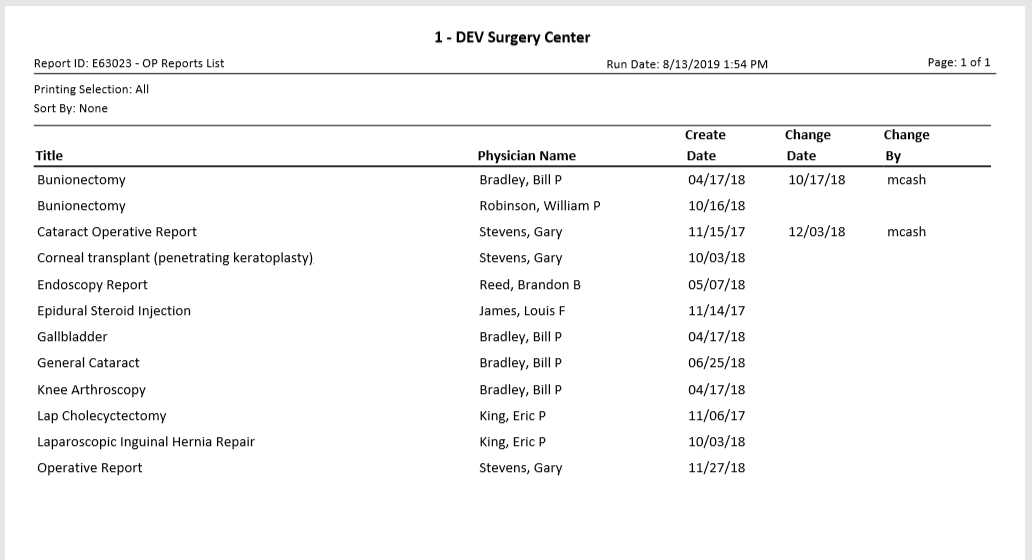 1 - DEV Surgery Center
Report ID: E63023 - OP Reports List Run Date: 8/13/2019 1:54 PM Page: 1 of 1
Printing Selection: All
Sort By: None
Create Change Change
Title Physician Name Date Date By
Bunionectomy Bradley, Bill P 04/17/18 10/17/18 mcash
Bunionectomy Robinson, William P 10/16/18
Cataract Operative Report Stevens, Gary 11/15/17 12/03/18 mcash
Corneal transplant (penetrating keratoplasty) Stevens, Gary 10/03/18
Endoscopy Report Reed, Brandon B 05/07/18
Epidural Steroid Injection James, Louis F 11/14/17
Gallbladder Bradley, Bill P 04/17/18
General Cataract Bradley, Bill P 06/25/18
Knee Arthroscopy Bradley, Bill P 04/17/18
Lap Cholecyctectomy King, Eric P 11/06/17
Laparoscopic Inguinal Hernia Repair King, Eric P 10/03/18
Operative Report Stevens, Gary 11/27/18